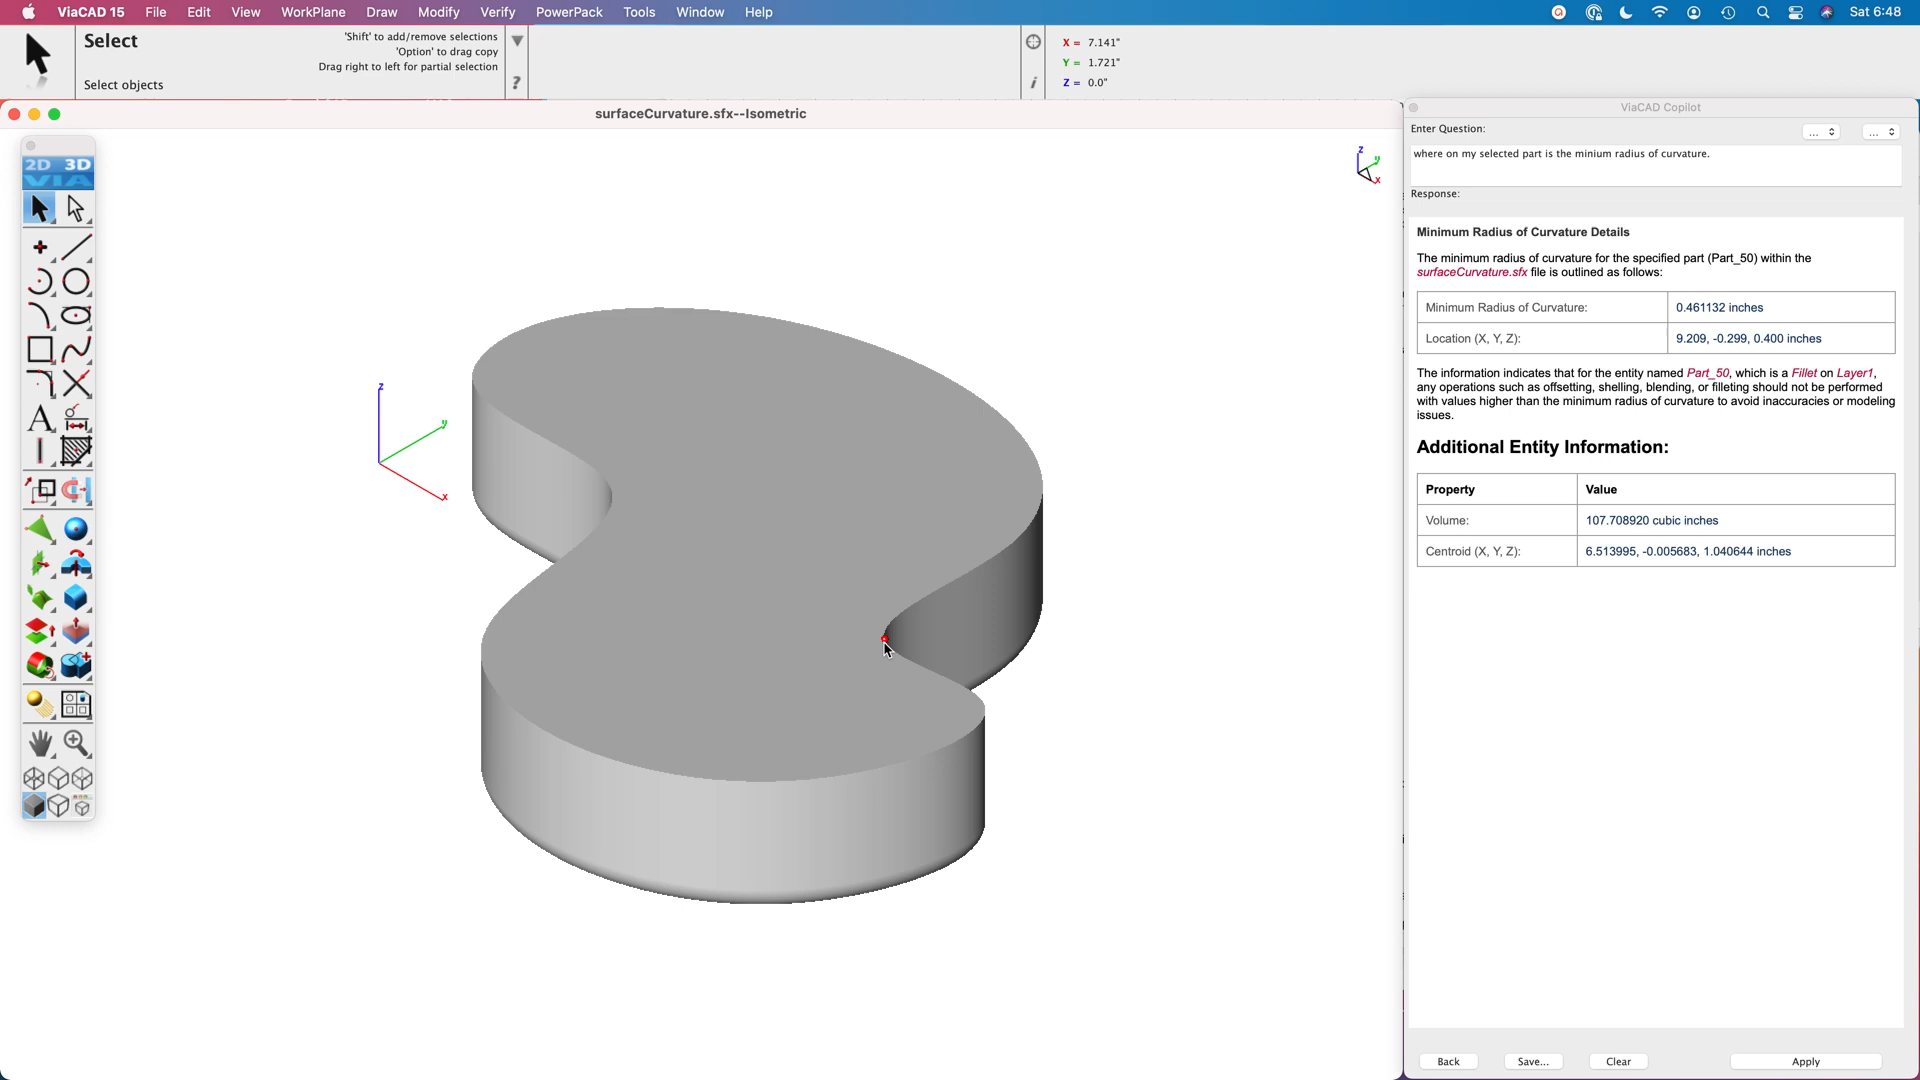 ViaCAD 15 File Edit View WorkPlane Draw Modify Verify PowerPack Tools Window Help Sat 6:48
Select
'Shift' to add/remove selections
'Option' to drag copy
Drag right to left for partial selection
Select objects
?
i
X = 7.141"
Y = 1.721"
Z = 0.0"
surfaceCurvature.sfx--Isometric
2D 3D
VIA
A
z
y
x
z
y
x
ViaCAD Copilot
Enter Question:
... ...
where on my selected part is the minium radius of curvature.
Response:
Minimum Radius of Curvature Details
The minimum radius of curvature for the specified part (Part_50) within the
surfaceCurvature.sfx file is outlined as follows:
Minimum Radius of Curvature: 0.461132 inches
Location (X, Y, Z): 9.209, -0.299, 0.400 inches
The information indicates that for the entity named Part_50, which is a Fillet on Layer1,
any operations such as offsetting, shelling, blending, or filleting should not be performed
with values higher than the minimum radius of curvature to avoid inaccuracies or modeling
issues.
Additional Entity Information:
Property Value
Volume: 107.708920 cubic inches
Centroid (X, Y, Z): 6.513995, -0.005683, 1.040644 inches
Back Save... Clear Apply